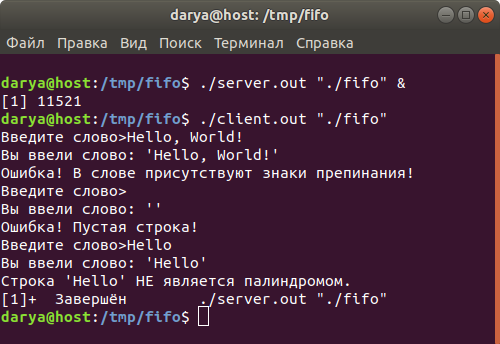 darya@host: /tmp/fifo
Файл Правка Вид Поиск Терминал Справка
darya@host:/tmp/fifo$ ./server.out "./fifo" &
[1] 11521
darya@host:/tmp/fifo$ ./client.out "./fifo"
Введите слово>Hello, World!
Вы ввели слово: 'Hello, World!'
Ошибка! В слове присутствуют знаки препинания!
Введите слово>
Вы ввели слово: ''
Ошибка! Пустая строка!
Введите слово>Hello
Вы ввели слово: 'Hello'
Строка 'Hello' НЕ является палиндромом.
[1]+  Завершён        ./server.out "./fifo"
darya@host:/tmp/fifo$